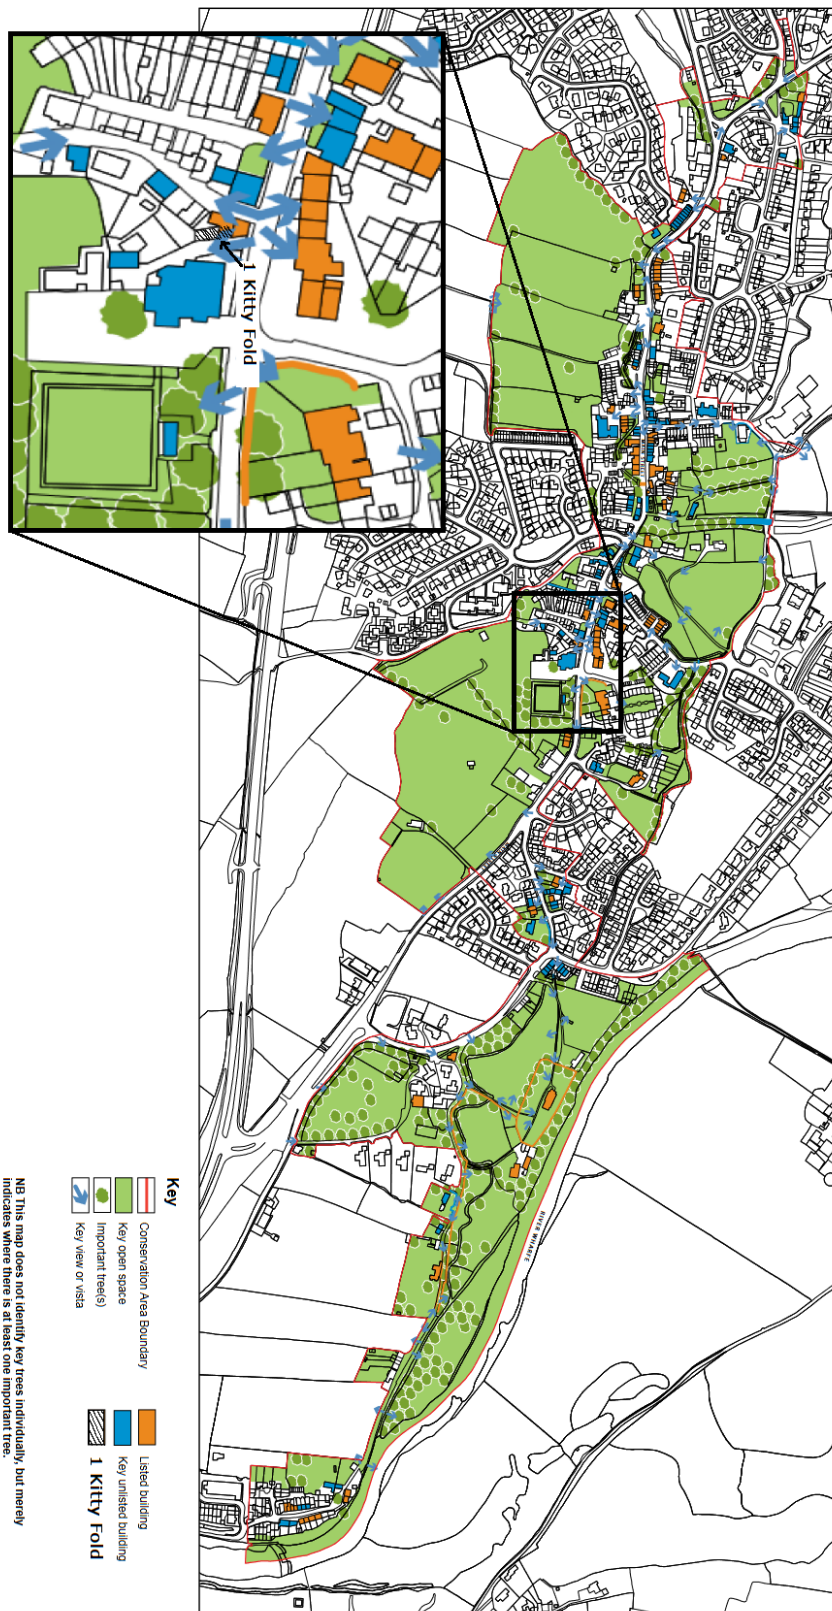 1 Kitty Fold
RIVER WHARFE
Key
Conservation Area Boundary
Key open space
Important tree(s)
Key view or vista
Listed building
Key unlisted building
1 Kitty Fold
NB This map does not identify key trees individually, but merely
indicates where there is at least one important tree.